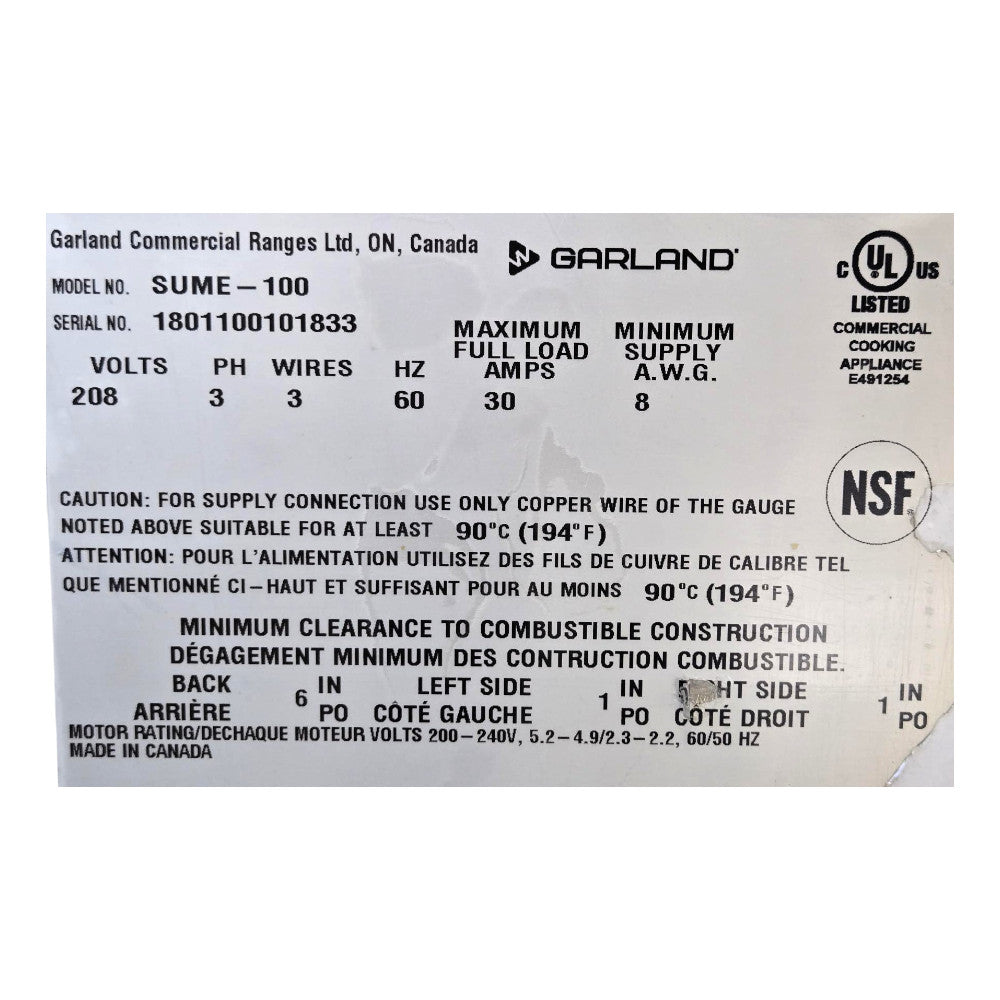 Garland Commercial Ranges Ltd, ON, Canada
GARLAND
MODEL NO. SUME-100
SERIAL NO. 1801100101833
VOLTS PH WIRES HZ MAXIMUM FULL LOAD AMPS MINIMUM SUPPLY A.W.G.
208 3 3 60 30 8
C UL US
LISTED
COMMERCIAL
COOKING
APPLIANCE
E491254
NSF
CAUTION: FOR SUPPLY CONNECTION USE ONLY COPPER WIRE OF THE GAUGE
NOTED ABOVE SUITABLE FOR AT LEAST 90°C (194°F)
ATTENTION: POUR L'ALIMENTATION UTILISEZ DES FILS DE CUIVRE DE CALIBRE TEL
QUE MENTIONNÉ CI-HAUT ET SUFFISANT POUR AU MOINS 90°C (194°F)
MINIMUM CLEARANCE TO COMBUSTIBLE CONSTRUCTION
DÉGAGEMENT MINIMUM DES CONTRUCTION COMBUSTIBLE.
BACK 6 IN LEFT SIDE 1 IN SIDE 1 IN
ARRIÈRE PO CÔTÉ GAUCHE PO CÔTÉ DROIT PO
MOTOR RATING/DECHAQUE MOTEUR VOLTS 200-240V, 5.2-4.9/2.3-2.2, 60/50 HZ
MADE IN CANADA